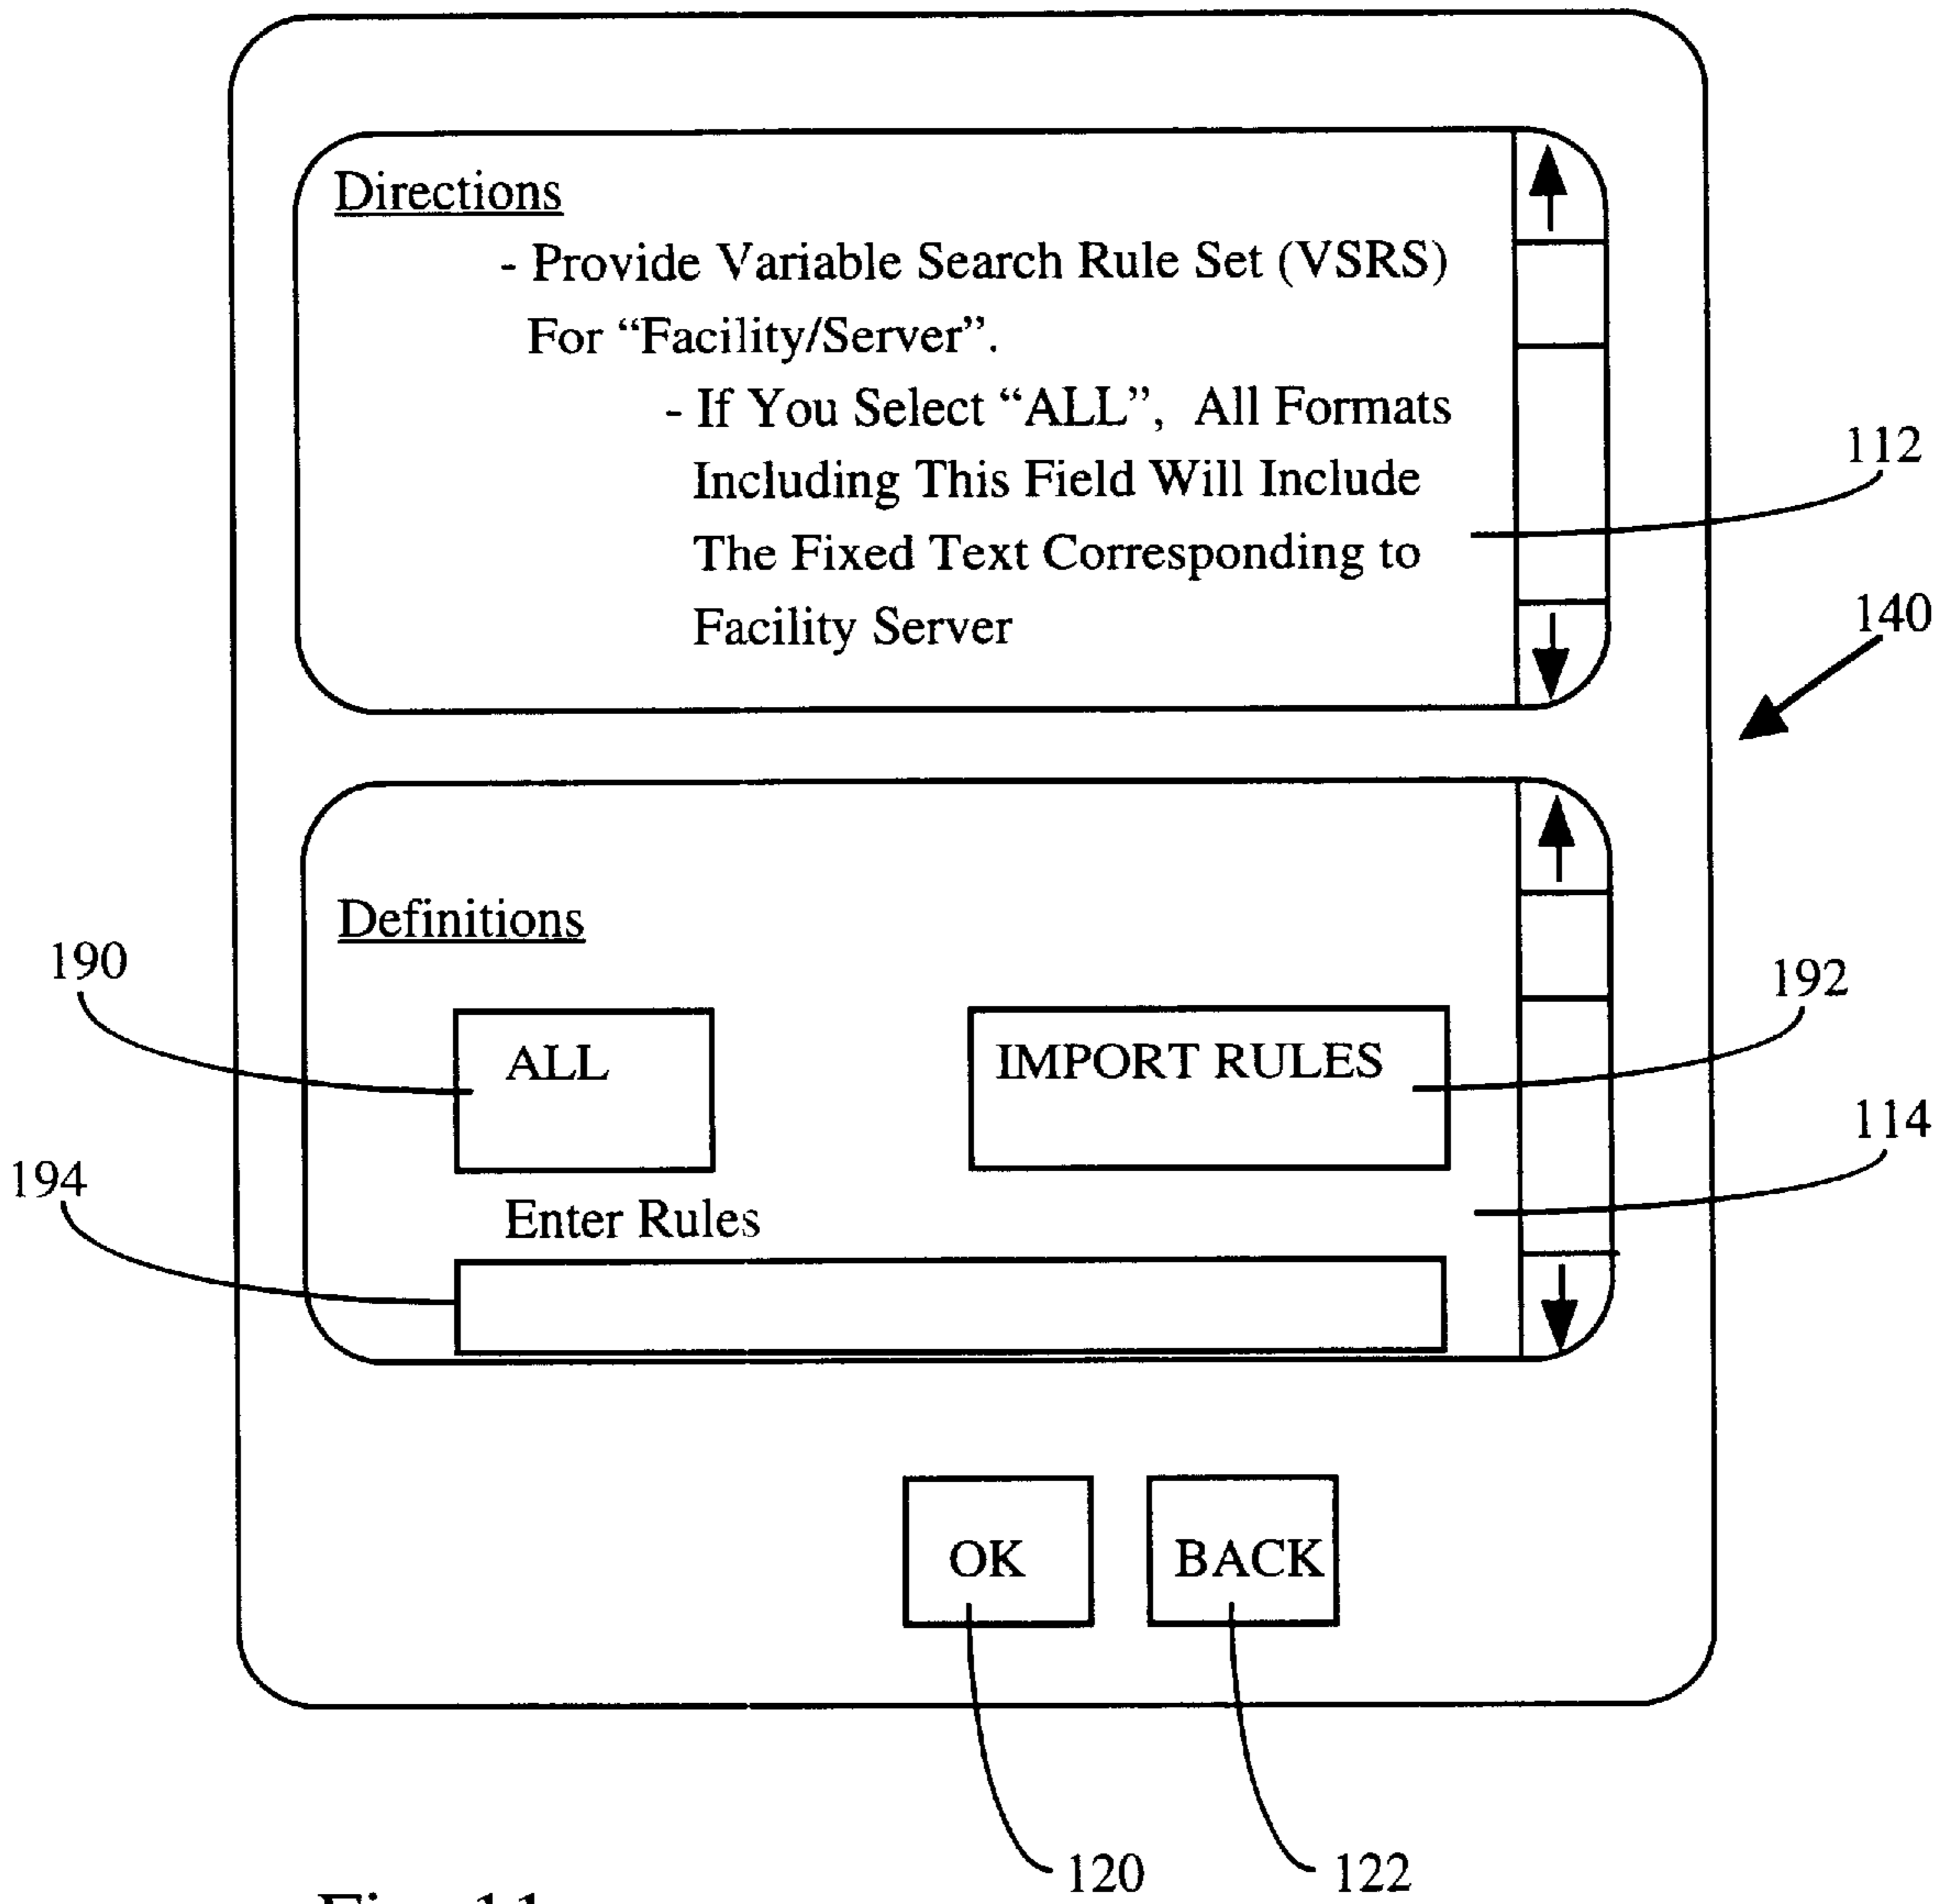 Directions
- Provide Variable Search Rule Set (VSRS)
For “Facility/Server”.
- If You Select “ALL”, All Formats
Including This Field Will Include
The Fixed Text Corresponding to
Facility Server
112
140
Definitions
190
192
ALL
IMPORT RULES
114
194
Enter Rules
OK
BACK
120
122
Fig. 11